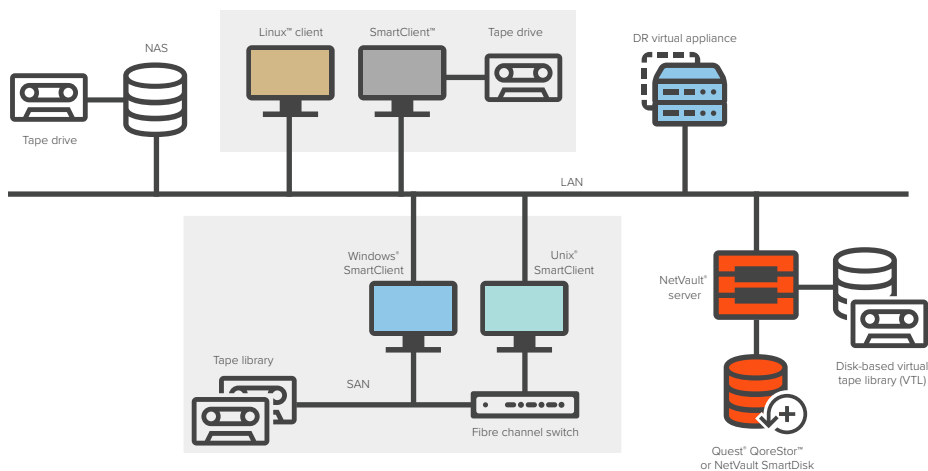 Linux™ client
SmartClient™
Tape drive
DR virtual appliance
NAS
Tape drive
LAN
Windows®
SmartClient
Unix®
SmartClient
NetVault®
server
Tape library
SAN
Fibre channel switch
Disk-based virtual
tape library (VTL)
Quest® QoreStor™
or NetVault SmartDisk